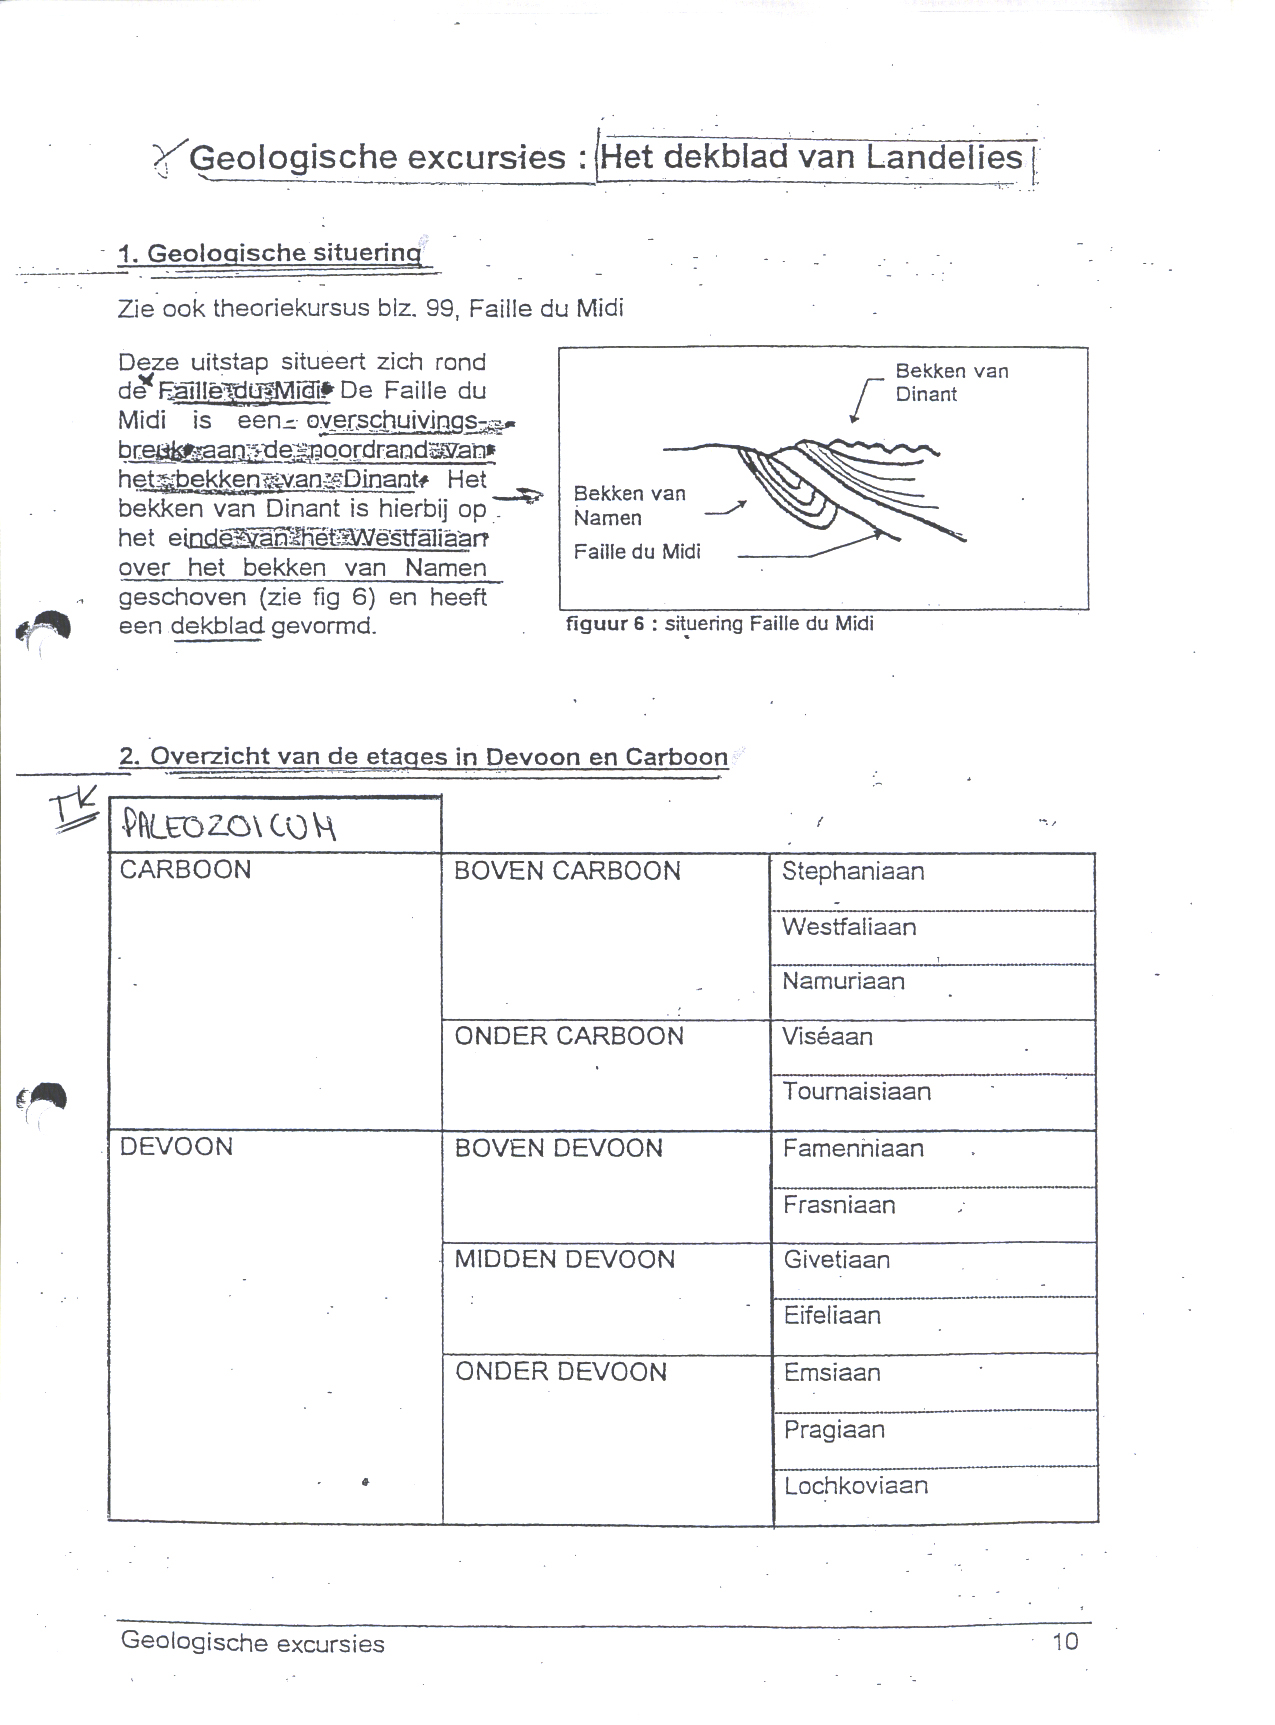 Geologische excursies : Het dekblad van Landelies
1. Geologische situering
Zie ook theoriekursus blz. 99, Faille du Midi
Deze uitstap situeert zich rond
de Faille du Midi. De Faille du
Midi is een overschuivings-
breuk aan de noordrand van
het bekken van Dinant. Het
bekken van Dinant is hierbij op
het einde van het Westfaliaan
over het bekken van Namen
geschoven (zie fig 6) en heeft
een dekblad gevormd.
Bekken van
Dinant
Bekken van
Namen
Faille du Midi
figuur 6 : situering Faille du Midi
2. Overzicht van de etages in Devoon en Carboon
TK
PALEOZOICUM
CARBOON
BOVEN CARBOON
Stephaniaan
Westfaliaan
Namuriaan
ONDER CARBOON
Viséaan
Tournaisiaan
DEVOON
BOVEN DEVOON
Famenniaan
Frasniaan
MIDDEN DEVOON
Givetiaan
Eifeliaan
ONDER DEVOON
Emsiaan
Pragiaan
Lochkoviaan
Geologische excursies
10